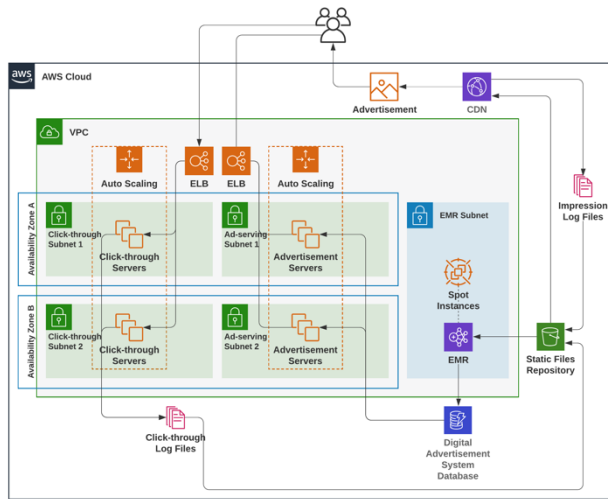 aws
AWS Cloud
Advertisement
CDN
VPC
Auto Scaling
ELB
ELB
Auto Scaling
Impression
Log Files
Availability Zone A
Click-through
Subnet 1
Click-through
Servers
Ad-serving
Subnet 1
Advertisement
Servers
EMR Subnet
Spot
Instances
Availability Zone B
Click-through
Subnet 2
Click-through
Servers
Ad-serving
Subnet 2
Advertisement
Servers
EMR
Static Files
Repository
Click-through
Log Files
Digital
Advertisement
System
Database